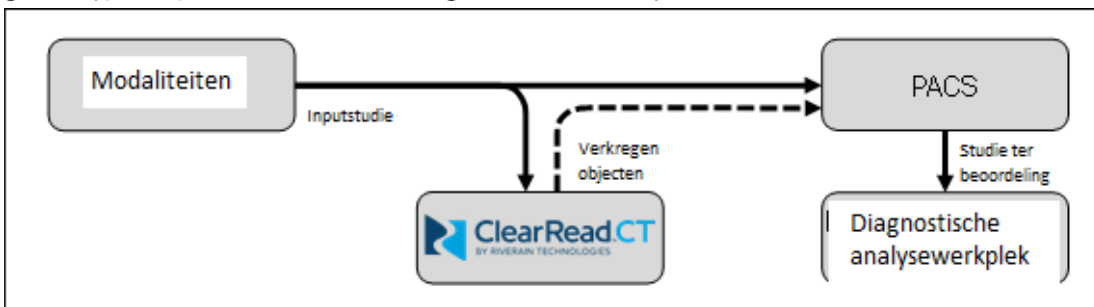 Modaliteiten
PACS
Inputstudie
Verkregen
objecten
Studie ter
beoordeling
ClearRead.CT
BY RIVERAIN TECHNOLOGIES
Diagnostische
analysewerkplek